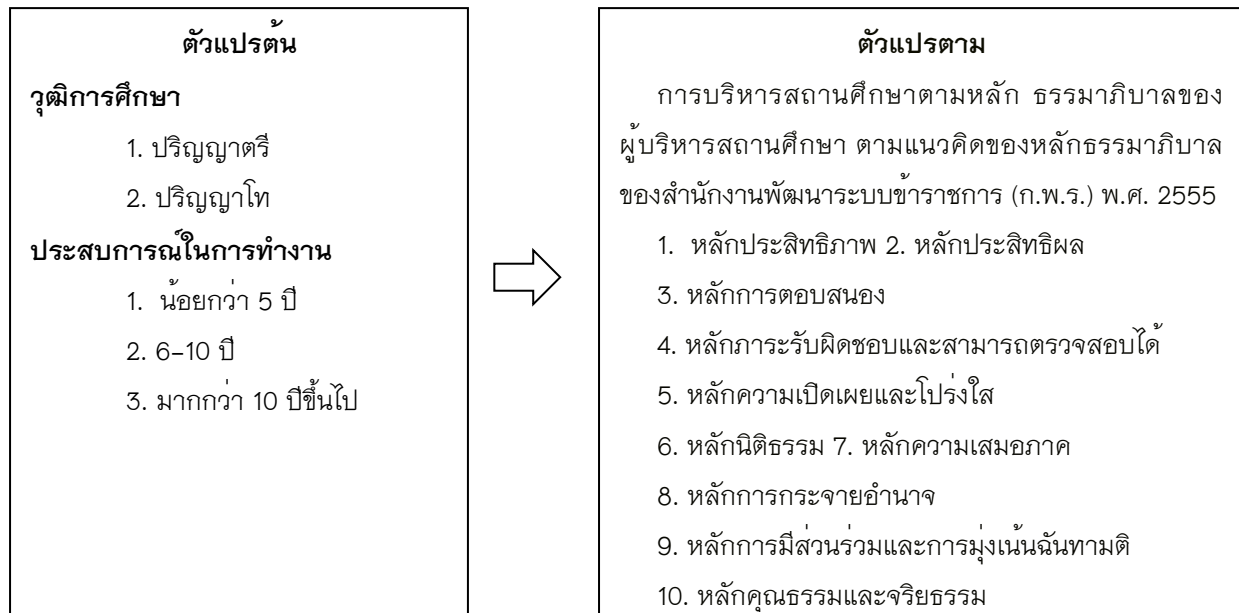 ตัวแปรต้น
วุฒิการศึกษา
1. ปริญญาตรี
2. ปริญญาโท
ประสบการณ์ในการทำงาน
1. น้อยกว่า 5 ปี
2. 6-10 ปี
3. มากกว่า 10 ปีขึ้นไป
ตัวแปรตาม
การบริหารสถานศึกษาตามหลัก ธรรมาภิบาลของ
ผู้บริหารสถานศึกษา ตามแนวคิดของหลักธรรมาภิบาล
ของสำนักงานพัฒนาระบบข้าราชการ (ก.พ.ร.) พ.ศ. 2555
1. หลักประสิทธิภาพ 2. หลักประสิทธิผล
3. หลักการตอบสนอง
4. หลักภาระรับผิดชอบและสามารถตรวจสอบได้
5. หลักความเปิดเผยและโปร่งใส
6. หลักนิติธรรม 7. หลักความเสมอภาค
8. หลักการกระจายอำนาจ
9. หลักการมีส่วนร่วมและการมุ่งเน้นฉันทามติ
10. หลักคุณธรรมและจริยธรรม